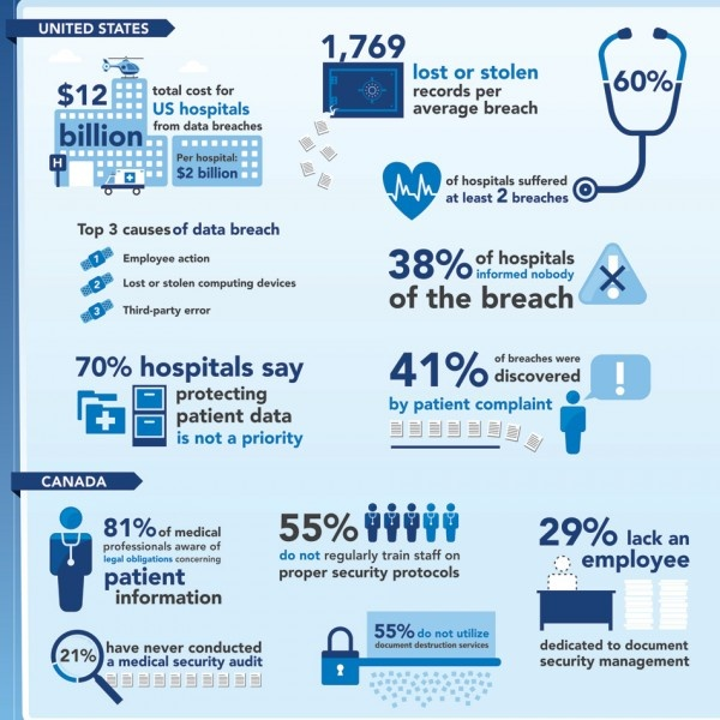 UNITED STATES
$12
billion
total cost for
US hospitals
from data breaches
H
Per hospital:
$2 billion
1,769
lost or stolen
records per
average breach
60%
of hospitals suffered
at least 2 breaches
Top 3 causes of data breach
1 Employee action
2 Lost or stolen computing devices
3 Third-party error
38% of hospitals
informed nobody
of the breach
70% hospitals say
protecting
patient data
is not a priority
41% of breaches were
discovered
by patient complaint
!
CANADA
81% of medical
professionals aware of
legal obligations concerning
patient
information
55%
do not regularly train staff on
proper security protocols
29% lack an
employee
dedicated to document
security management
21% have never conducted
a medical security audit
55% do not utilize
document destruction services